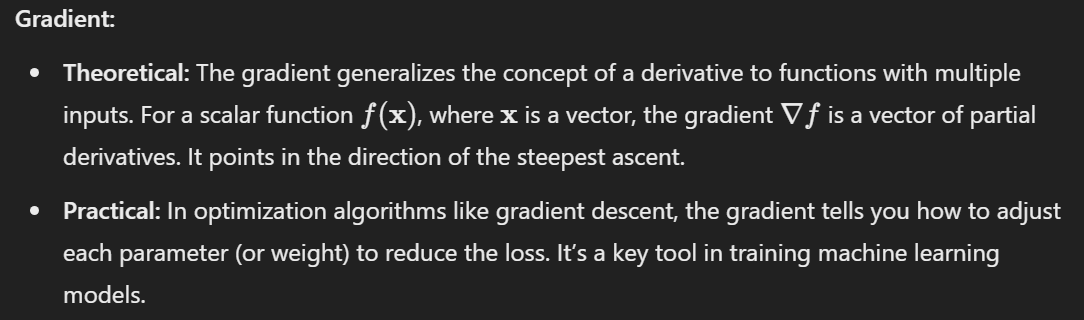 Gradient:
• Theoretical: The gradient generalizes the concept of a derivative to functions with multiple
inputs. For a scalar function f(x), where x is a vector, the gradient ∇f is a vector of partial
derivatives. It points in the direction of the steepest ascent.
• Practical: In optimization algorithms like gradient descent, the gradient tells you how to adjust
each parameter (or weight) to reduce the loss. It’s a key tool in training machine learning
models.